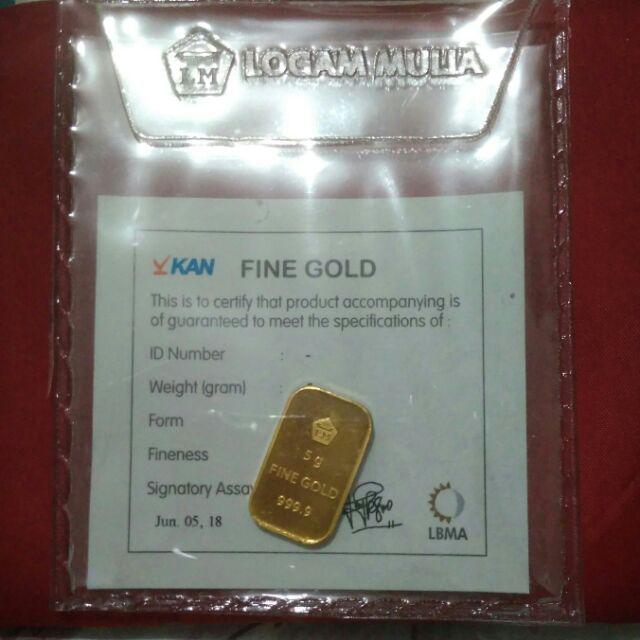 LM LOGAM MULIA
KAN FINE GOLD
This is to certify that product accompanying is
of guaranteed to meet the specifications of :
ID Number : -
Weight (gram) :
Form
Fineness
Signatory Assay
Jun. 05, 18
LM
5 g
FINE GOLD
999.9
LBMA